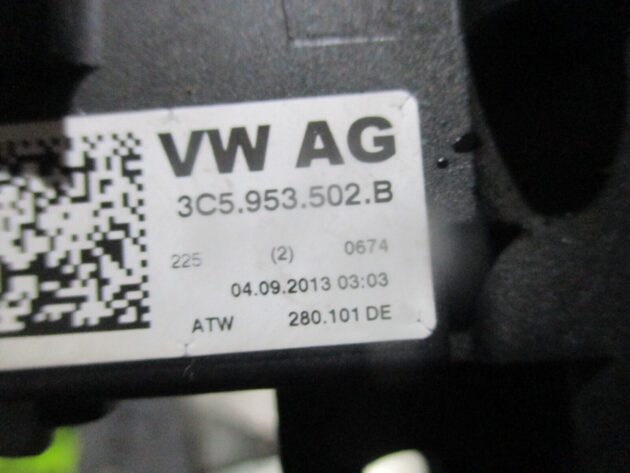 VW AG
3C5.953.502.B
225 (2) 0674
04.09.2013 03:03
ATW 280.101 DE